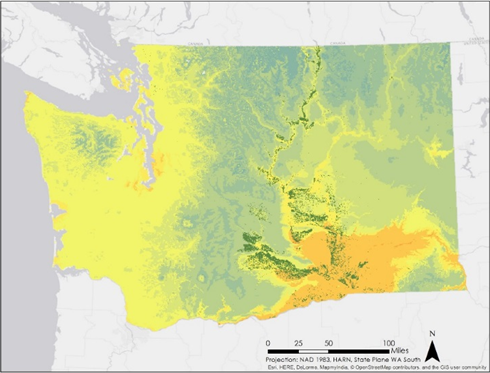 N
0 25 50 100
Miles
Projection: NAD 1983, HARN, State Plane WA South
Esri, HERE, DeLorme, MapmyIndia, © OpenStreetMap contributors, and the GIS user community